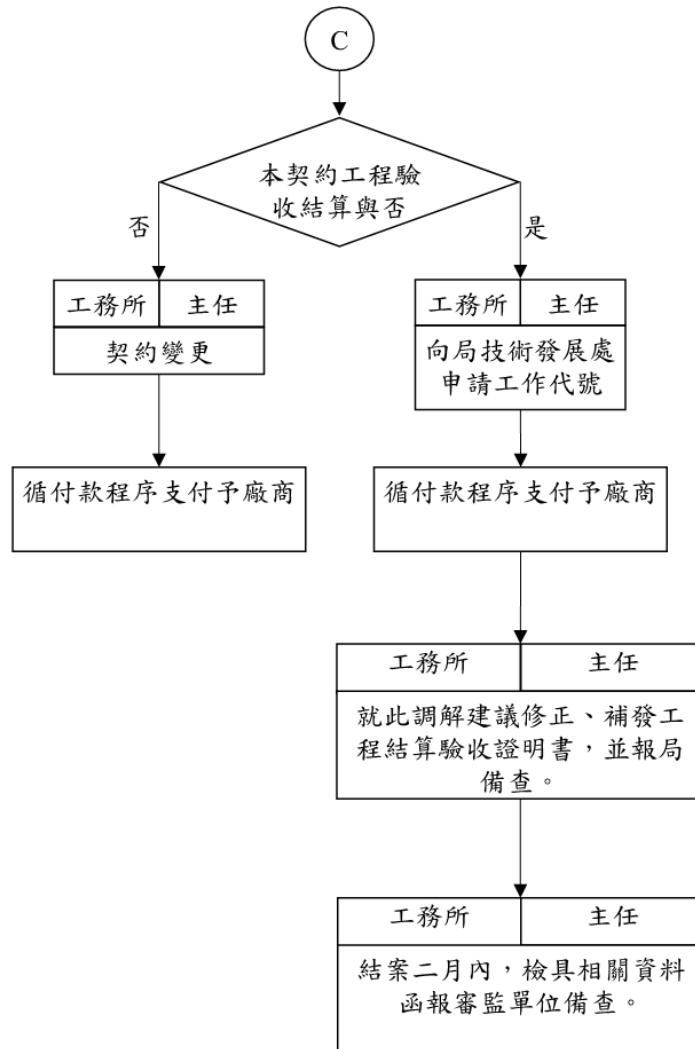 C
本契約工程驗
收結算與否
否
是
工務所 主任
契約變更
循付款程序支付予廠商
工務所 主任
向局技術發展處
申請工作代號
循付款程序支付予廠商
工務所 主任
就此調解建議修正、補發工
程結算驗收證明書，並報局
備查。
工務所 主任
結案二月內，檢具相關資料
函報審監單位備查。